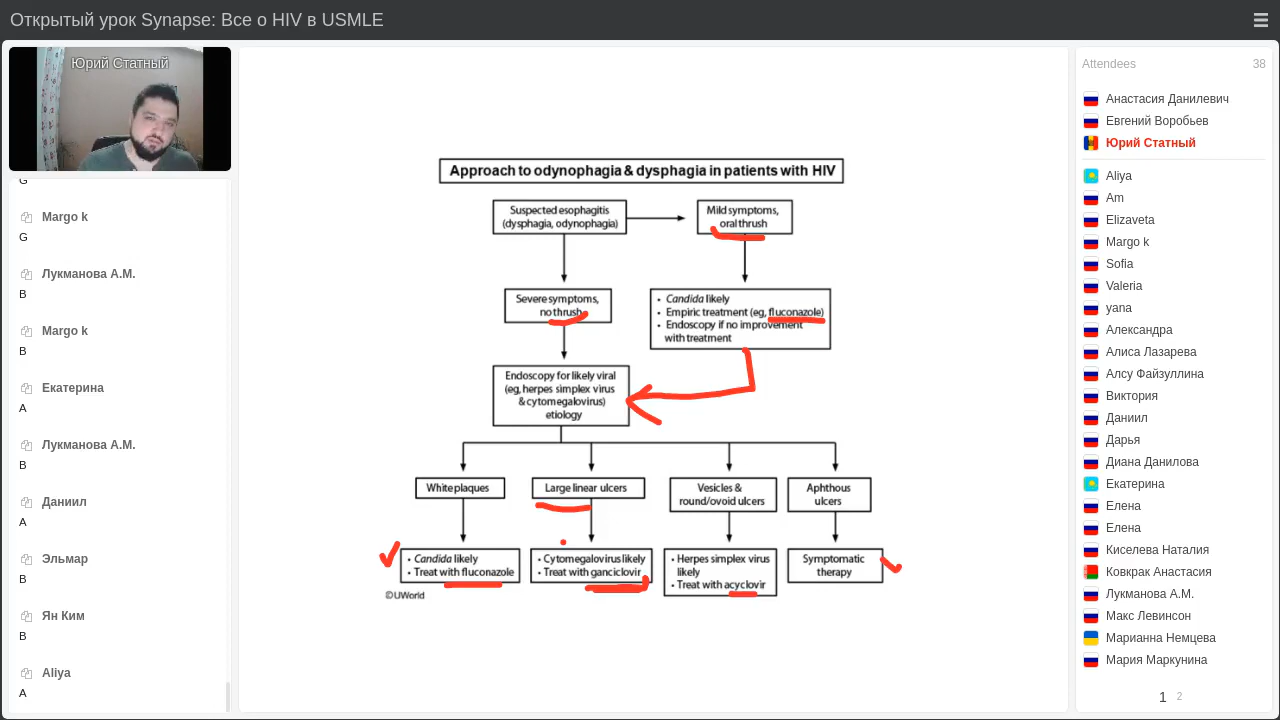 Открытый урок Synapse: Все о HIV в USMLE
Юрий Статный
G
Margo k
G
Лукманова А.М.
B
Margo k
B
Екатерина
A
Лукманова А.М.
B
Даниил
A
Эльмар
B
Ян Ким
B
Aliya
A
Approach to odynophagia & dysphagia in patients with HIV
Suspected esophagitis
(dysphagia, odynophagia)
Mild symptoms,
oral thrush
Severe symptoms,
no thrush
• Candida likely
• Empiric treatment (eg, fluconazole)
• Endoscopy if no improvement
with treatment
Endoscopy for likely viral
(eg, herpes simplex virus
& cytomegalovirus)
etiology
White plaques
Large linear ulcers
Vesicles &
round/ovoid ulcers
Aphthous
ulcers
• Candida likely
• Treat with fluconazole
• Cytomegalovirus likely
• Treat with ganciclovir
• Herpes simplex virus
likely
• Treat with acyclovir
Symptomatic
therapy
©UWorld
Attendees 38
Анастасия Данилевич
Евгений Воробьев
Юрий Статный
Aliya
Am
Elizaveta
Margo k
Sofia
Valeria
yana
Александра
Алиса Лазарева
Алсу Файзуллина
Виктория
Даниил
Дарья
Диана Данилова
Екатерина
Елена
Елена
Киселева Наталия
Ковкрак Анастасия
Лукманова А.М.
Макс Левинсон
Марианна Немцева
Мария Маркунина
1 2